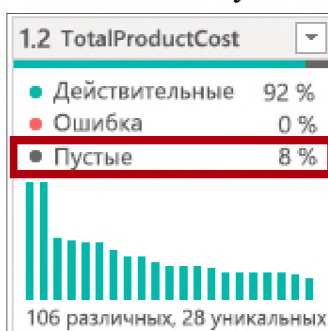 1.2 TotalProductCost
Действительные 92 %
Ошибка 0 %
Пустые 8 %
106 различных, 28 уникальных